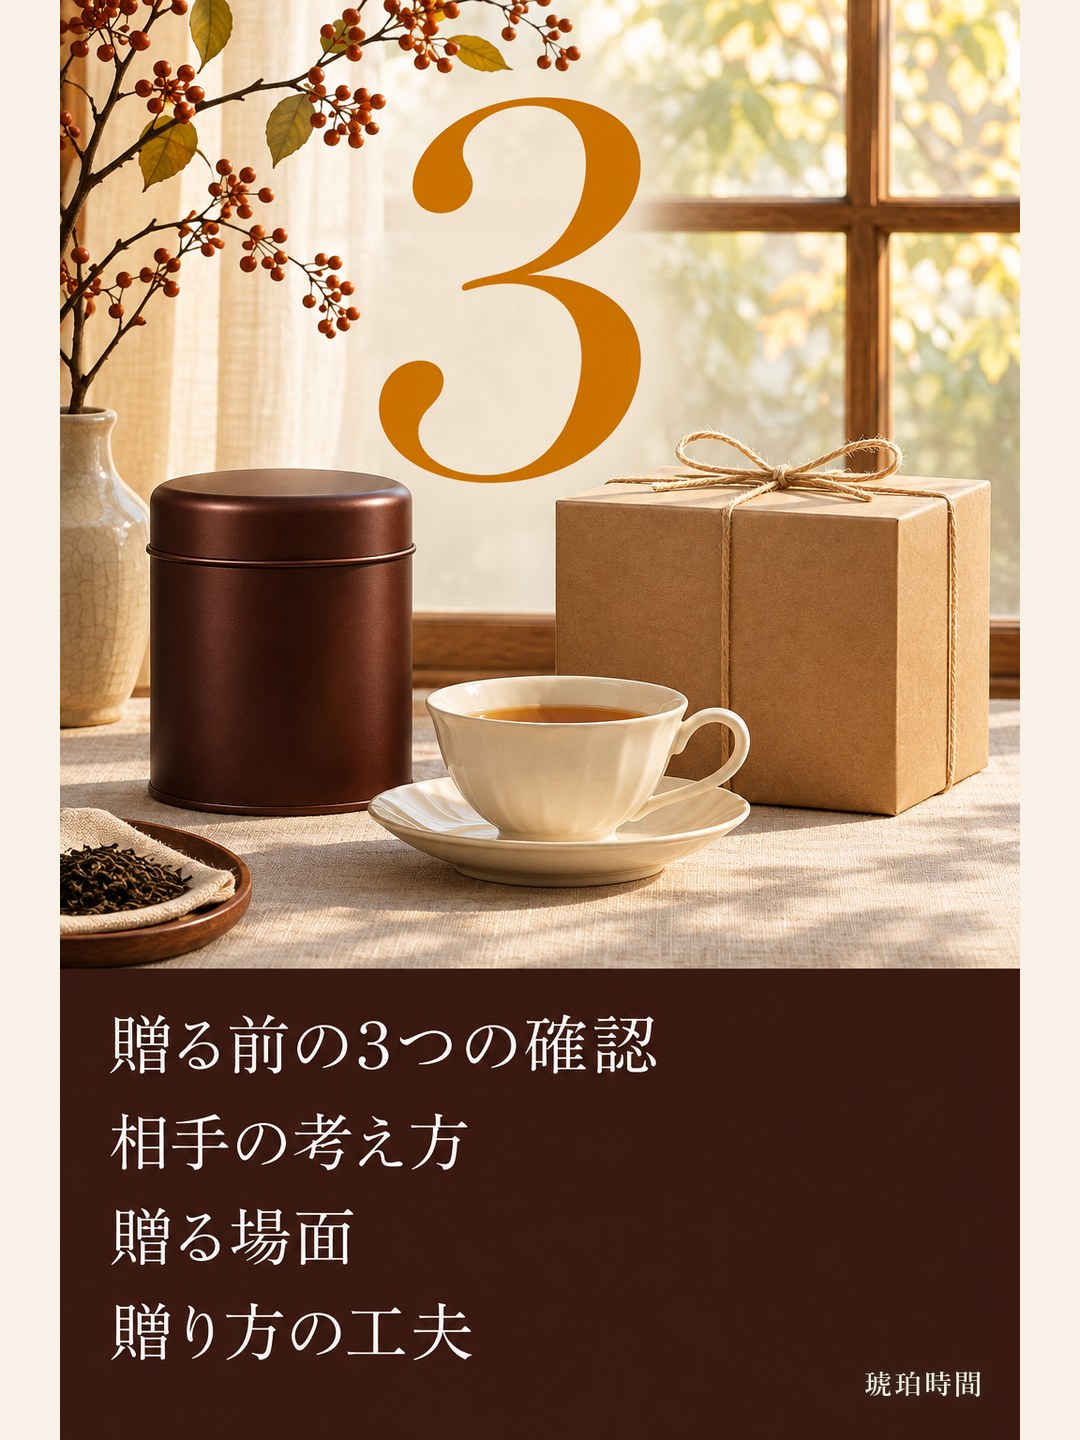 3
贈る前の3つの確認
相手の考え方
贈る場面
贈り方の工夫
琥珀時間